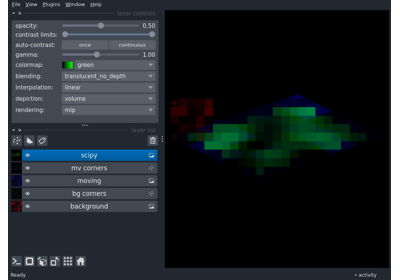 File View Plugins Window Help
layer controls
opacity: 0.50
contrast limits:
auto-contrast: once continuous
gamma: 1.00
colormap: green
blending: translucent_no_depth
interpolation: linear
depiction: volume
rendering: mip
layer list
scipy
mv corners
moving
bg corners
background
Ready activity